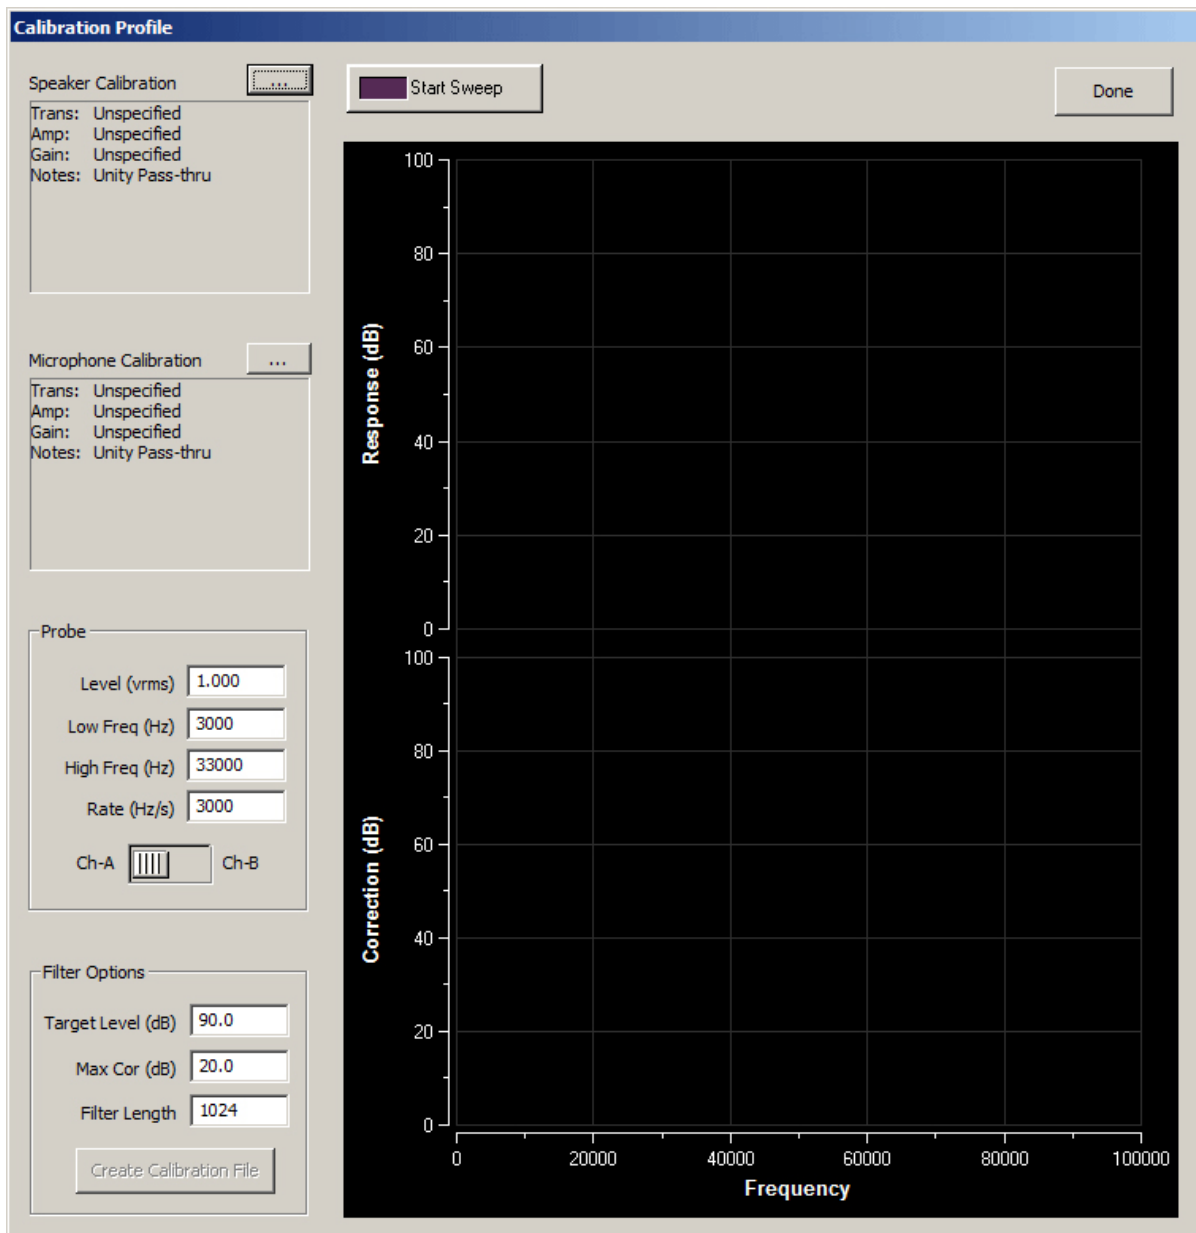 Calibration Profile
Speaker Calibration ...
Trans: Unspecified
Amp: Unspecified
Gain: Unspecified
Notes: Unity Pass-thru
Microphone Calibration ...
Trans: Unspecified
Amp: Unspecified
Gain: Unspecified
Notes: Unity Pass-thru
Probe
Level (vrms) 1.000
Low Freq (Hz) 3000
High Freq (Hz) 33000
Rate (Hz/s) 3000
Ch-A Ch-B
Filter Options
Target Level (dB) 90.0
Max Cor (dB) 20.0
Filter Length 1024
Create Calibration File
Start Sweep
Done
Response (dB)
100
80
60
40
20
0
Correction (dB)
100
80
60
40
20
0
0 20000 40000 60000 80000 100000
Frequency